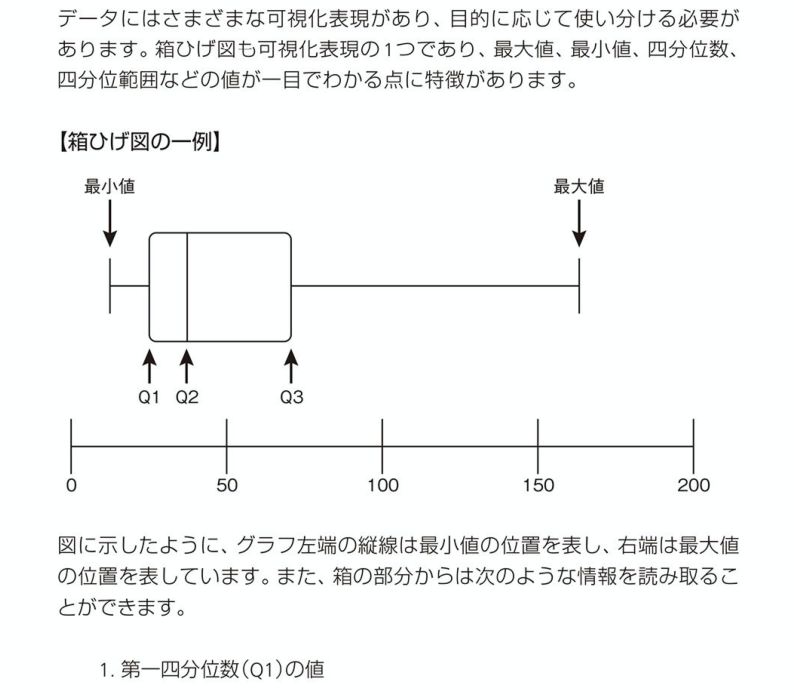 データにはさまざまな可視化表現があり、目的に応じて使い分ける必要が
あります。箱ひげ図も可視化表現の1つであり、最大値、最小値、四分位数、
四分位範囲などの値が一目でわかる点に特徴があります。
【箱ひげ図の一例】
最小値 最大値
Q1 Q2 Q3
0 50 100 150 200
図に示したように、グラフ左端の縦線は最小値の位置を表し、右端は最大値
の位置を表しています。また、箱の部分からは次のような情報を読み取るこ
とができます。
1. 第一四分位数(Q1)の値